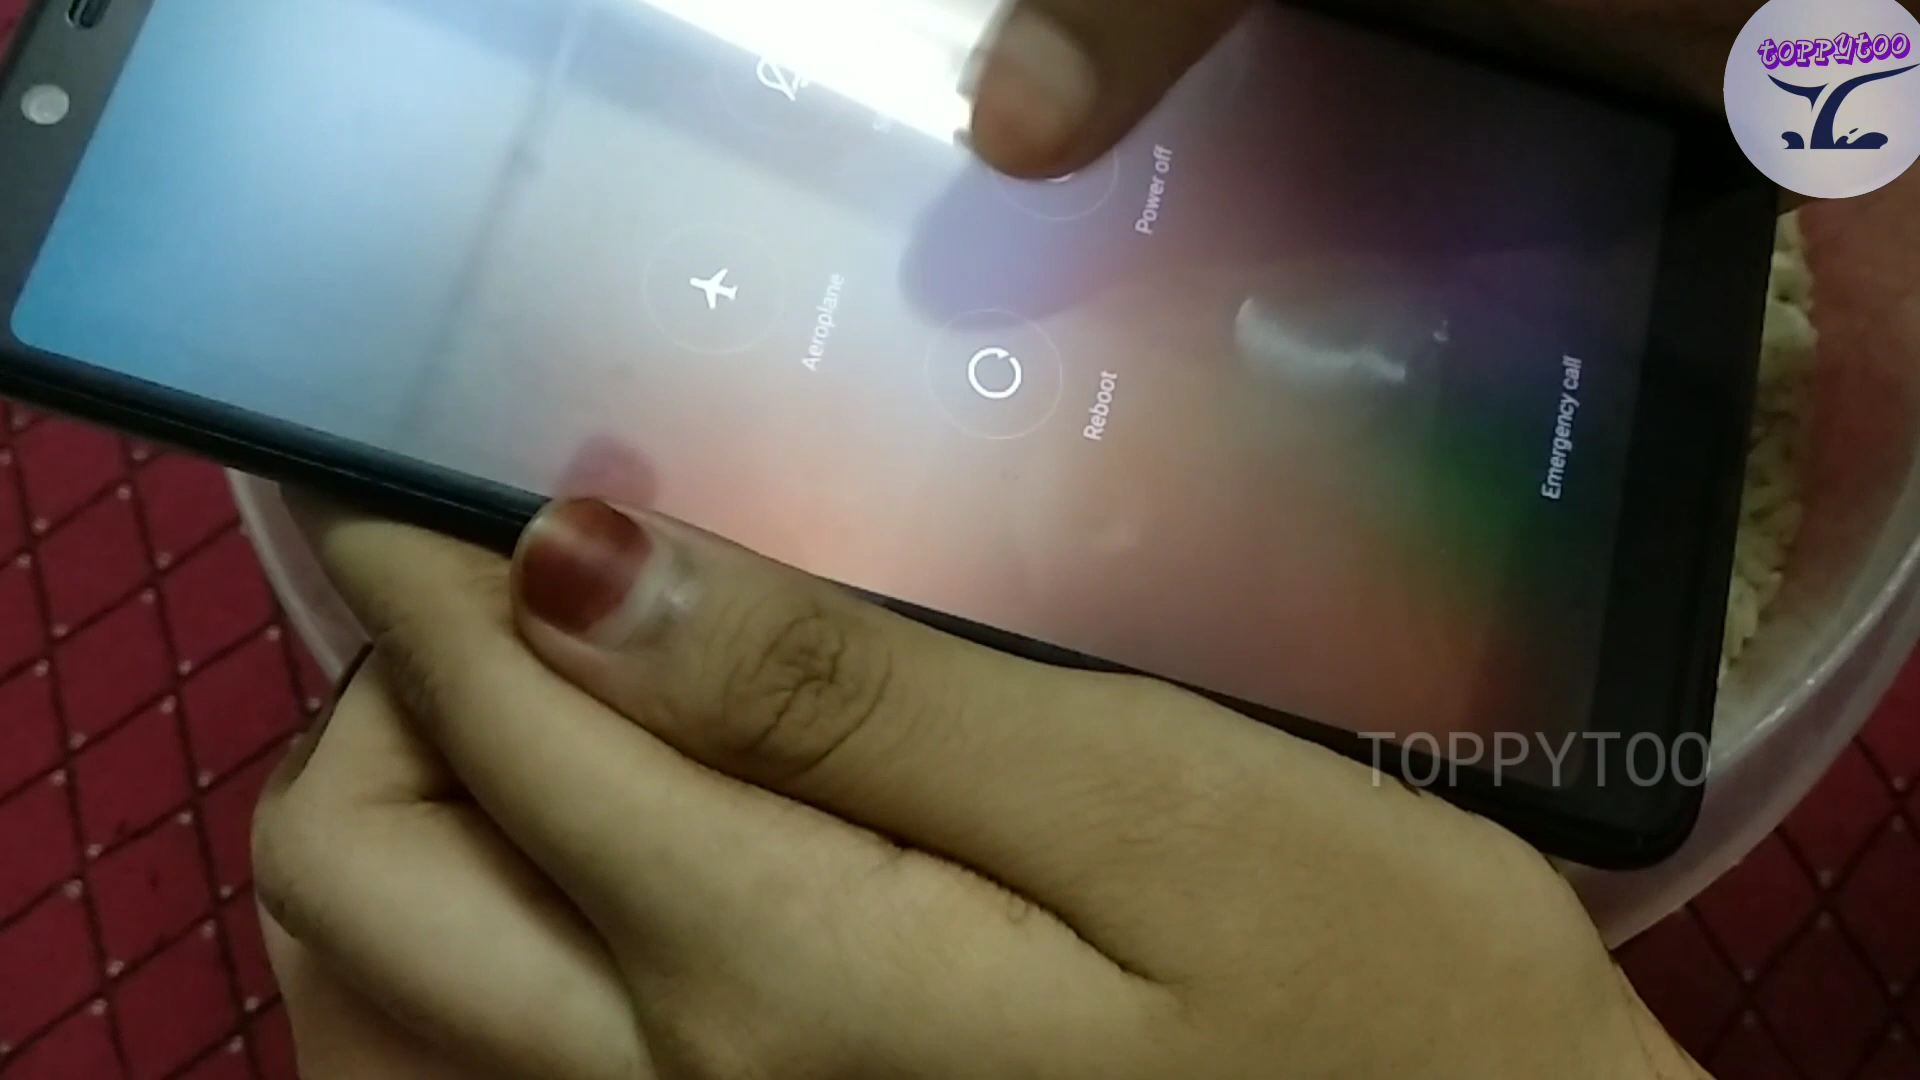 toppytoo
Power off
Aeroplane
Reboot
Emergency call
TOPPYTOO